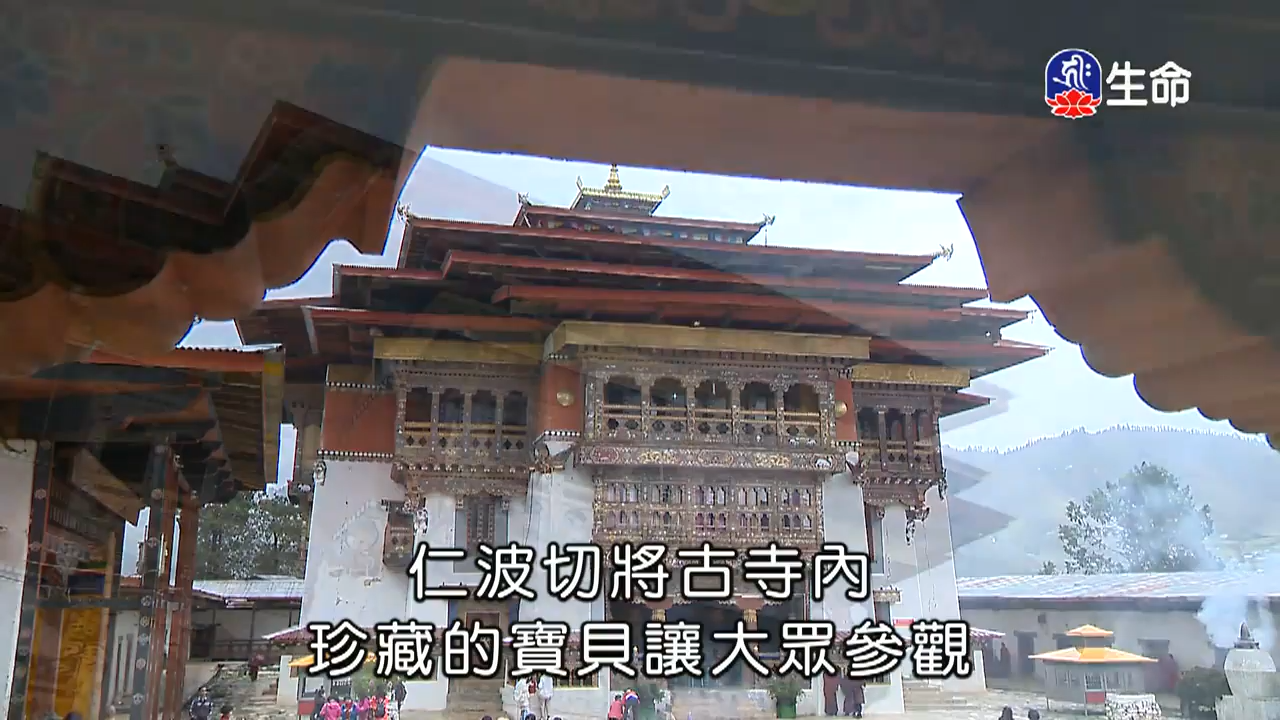 生命
仁波切將古寺內
珍藏的寶貝讓大眾參觀